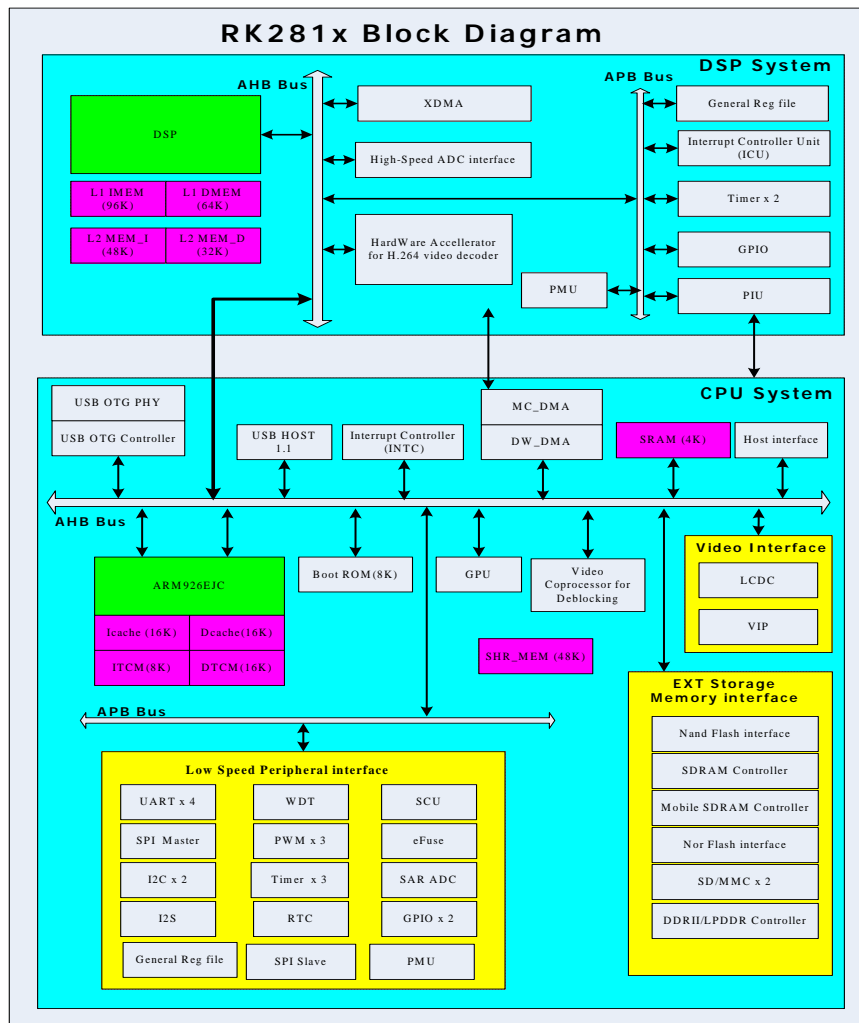 RK281x Block Diagram
DSP System
AHB Bus
APB Bus
DSP
XDMA
General Reg file
High-Speed ADC interface
Interrupt Controller Unit
(ICU)
L1 IMEM
(96K)
L1 DMEM
(64K)
Timer x 2
L2 MEM_I
(48K)
L2 MEM_D
(32K)
HardWare Accellerator
for H.264 video decoder
GPIO
PMU
PIU
CPU System
USB OTG PHY
USB OTG Controller
USB HOST
1.1
Interrupt Controller
(INTC)
MC_DMA
DW_DMA
SRAM (4K)
Host interface
AHB Bus
ARM926EJC
Icache (16K)
Dcache(16K)
ITCM(8K)
DTCM(16K)
Boot ROM(8K)
GPU
Video
Coprocessor for
Deblocking
Video Interface
LCDC
VIP
SHR_MEM (48K)
EXT Storage
Memory interface
Nand Flash interface
SDRAM Controller
Mobile SDRAM Controller
Nor Flash interface
SD/MMC x 2
DDRII/LPDDR Controller
APB Bus
Low Speed Peripheral interface
UART x 4
WDT
SCU
SPI Master
PWM x 3
eFuse
I2C x 2
Timer x 3
SAR ADC
I2S
RTC
GPIO x 2
General Reg file
SPI Slave
PMU